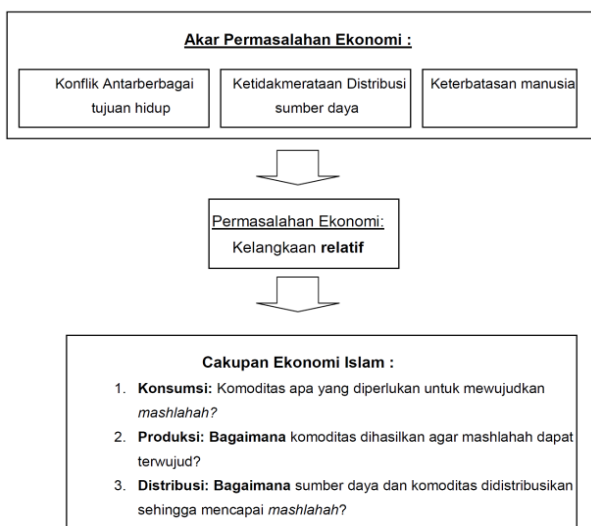 Akar Permasalahan Ekonomi :
Konflik Antarberbagai
tujuan hidup
Ketidakmerataan Distribusi
sumber daya
Keterbatasan manusia
Permasalahan Ekonomi:
Kelangkaan relatif
Cakupan Ekonomi Islam :
1. Konsumsi: Komoditas apa yang diperlukan untuk mewujudkan
mashlahah?
2. Produksi: Bagaimana komoditas dihasilkan agar mashlahah dapat
terwujud?
3. Distribusi: Bagaimana sumber daya dan komoditas didistribusikan
sehingga mencapai mashlahah?